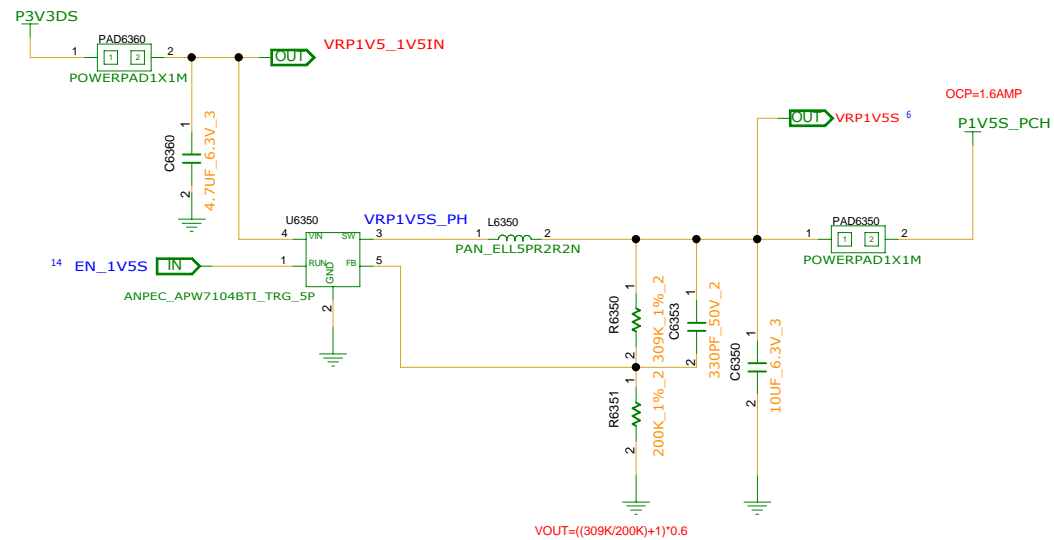 P3V3DS
PAD6360
1 1 2 2
POWERPAD1X1M
OUT VRP1V5_1V5IN
C6360
1
2
4.7UF_6.3V_3
OCP=1.6AMP
OUT VRP1V5S 6
P1V5S_PCH
U6350
4 VIN SW 3
VRP1V5S_PH
L6350
1 2
PAN_ELL5PR2R2N
PAD6350
1 1 2 2
POWERPAD1X1M
14 EN_1V5S IN
1 RUN FB 5
GND
2
ANPEC_APW7104BTI_TRG_5P
R6350
1
2
309K_1%_2
C6353
1
2
330PF_50V_2
C6350
1
2
10UF_6.3V_3
R6351
1
2
200K_1%_2
VOUT=((309K/200K)+1)*0.6